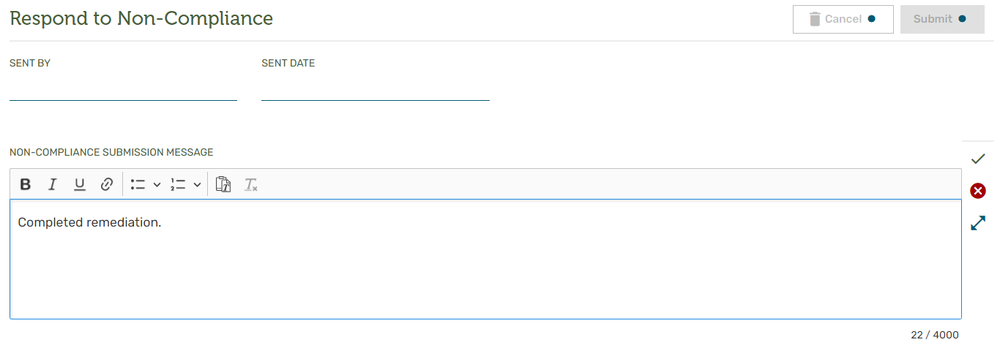 Respond to Non-Compliance
Cancel
Submit
SENT BY
SENT DATE
NON-COMPLIANCE SUBMISSION MESSAGE
B I U
Completed remediation.
22 / 4000